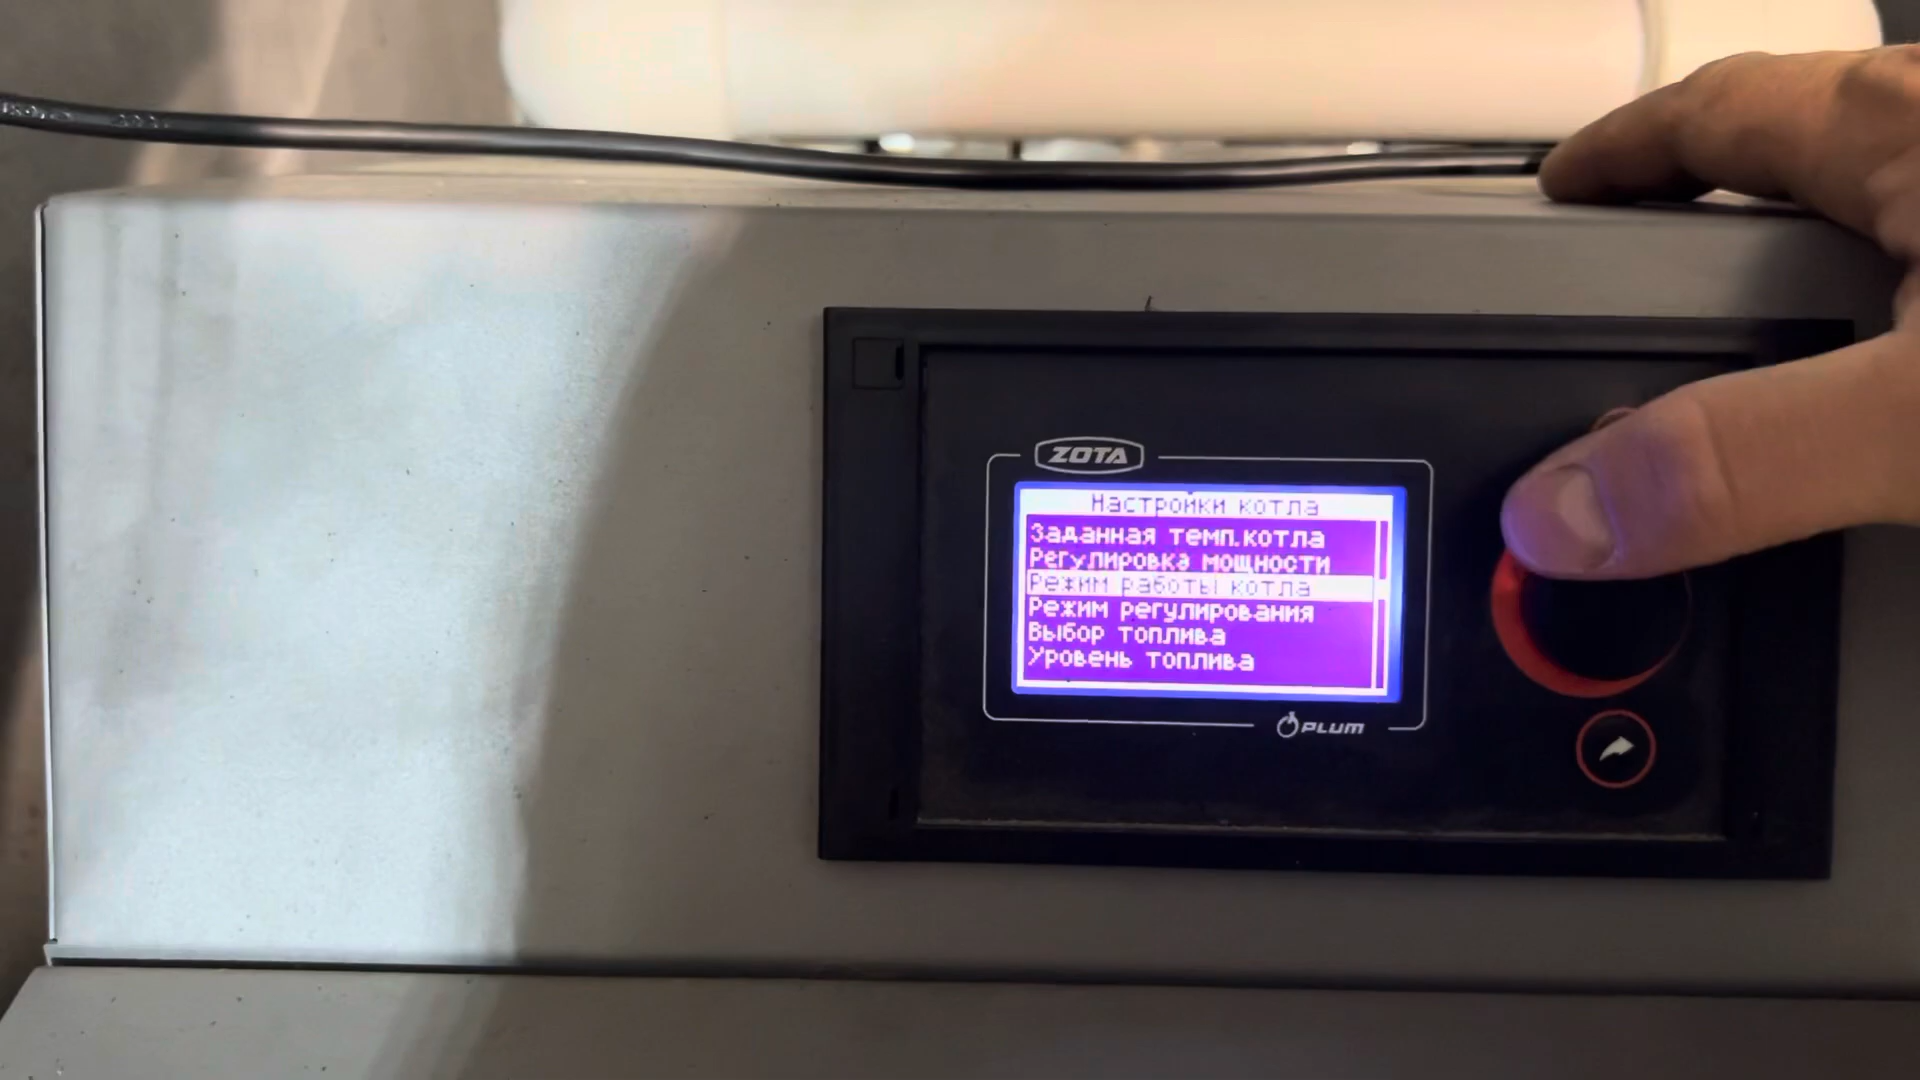 ZOTA
Настройки котла
Заданная темп.котла
Регулировка мощности
Режим работы котла
Режим регулирования
Выбор топлива
Уровень топлива
PLUM